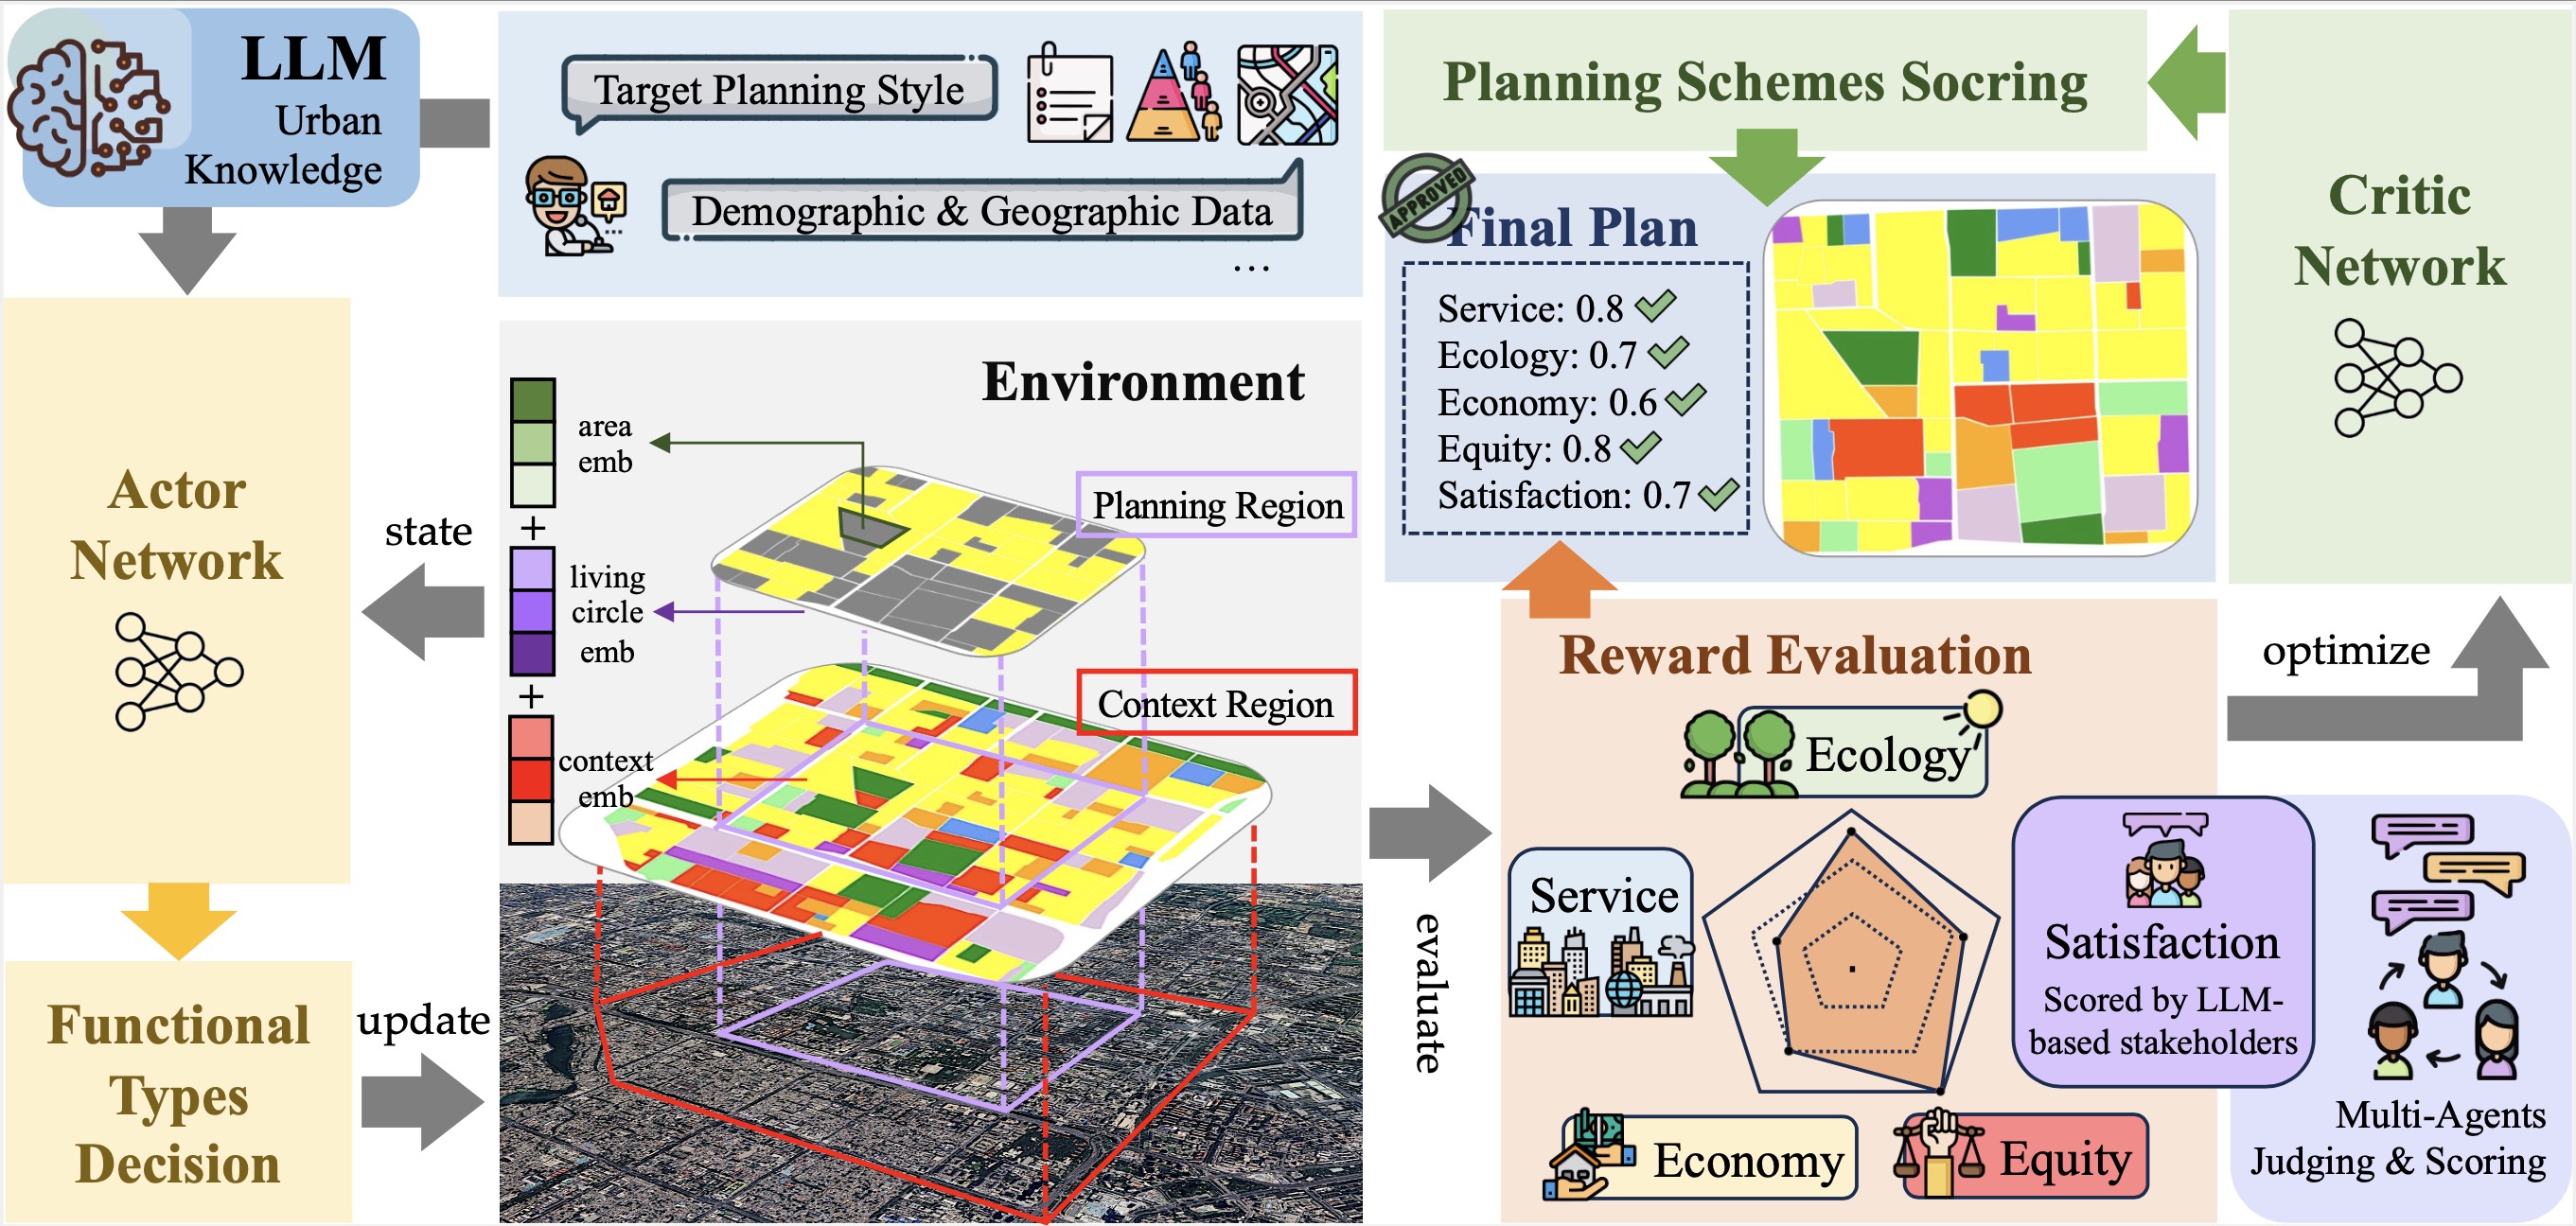 LLM
Urban
Knowledge
Target Planning Style
Demographic & Geographic Data
...
Planning Schemes Socring
Critic
Network
APPROVED
Final Plan
Service: 0.8
Ecology: 0.7
Economy: 0.6
Equity: 0.8
Satisfaction: 0.7
Actor
Network
state
Environment
area
emb
+
living
circle
emb
+
context
emb
Planning Region
Context Region
Functional
Types
Decision
update
evaluate
Reward Evaluation
optimize
Ecology
Service
Satisfaction
Scored by LLM-
based stakeholders
Economy
Equity
Multi-Agents
Judging & Scoring